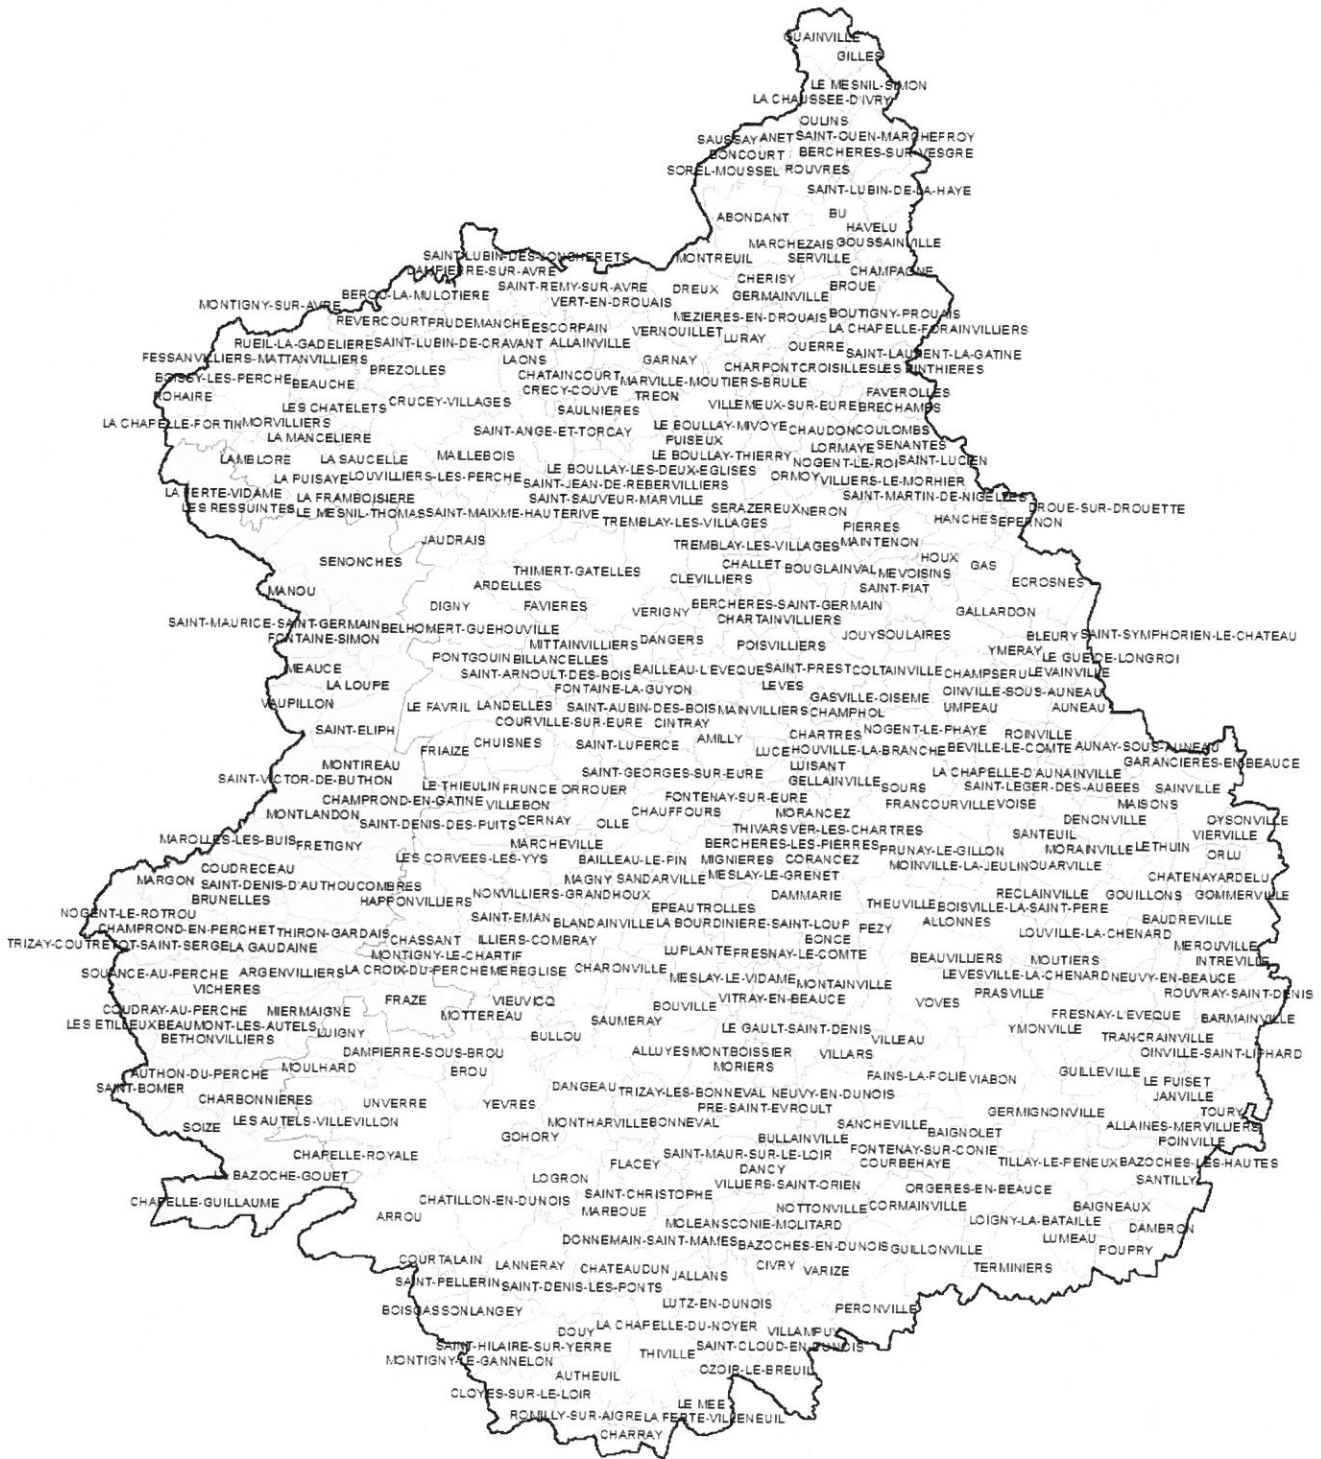 GUAINVILLE
GILLES
LE MESNIL-SIMON
LA CHAUSSEE-D'IVRY
OULINS
SAUSSAY ANET SAINT-OUEN-MARCHEFROY
BONCOURT BERCHERES-SUR-VESGRE
SOREL-MOUSSEL ROUVRES
SAINT-LUBIN-DE-LA-HAYE
ABONDANT BU
HAVELU
MARCHEZAIS GOUSSAINVILLE
SAINT-LUBIN-DES-JONCHERETS MONTREUIL SERVILLE
DAMPIERRE-SUR-AVRE CHERISY CHAMPAGNE
SAINT-REMY-SUR-AVRE DREUX BROUE
BEROU-LA-MULOTIERE VERT-EN-DROUAIS GERMAINVILLE
MONTIGNY-SUR-AVRE MEZIERES-EN-DROUAIS BOUTIGNY-PROUAIS
REVERCOURT PRUDEMANCHE ESCORPAIN VERNOUILLET LURAY LA CHAPELLE-FORAINVILLIERS
RUEIL-LA-GADELIERE SAINT-LUBIN-DE-CRAVANT ALLAINVILLE OUERRE SAINT-LAURENT-LA-GATINE
FESSANVILLIERS-MATTANVILLIERS BREZOLLES LAONS GARNAY CHARPONT CROISILLES LES PINTHIERES
BOISSY-LES-PERCHE BEAUCHE CHATAINCOURT MARVILLE-MOUTIERS-BRULE
ROHAIRE CRECY-COUVE TREON FAVEROLLES
LES CHATELETS CRUCEY-VILLAGES SAULNIERES VILLEMEUX-SUR-EURE BRECHAMPS
LA CHAPELLE-FORTIN MORVILLIERS LE BOULLAY-MIVOYE CHAUDON COULOMBS
LA MANCELIERE SAINT-ANGE-ET-TORCAY PUISEUX LORMAYE SENANTES
LAMBLORE LA SAUCELLE MAILLEBOIS LE BOULLAY-THIERRY NOGENT-LE-ROI SAINT-LUCIEN
LA PUISAYE LOUVILLIERS-LES-PERCHE LE BOULLAY-LES-DEUX-EGLISES ORMOY VILLIERS-LE-MORHIER
SAINT-JEAN-DE-REBERVILLIERS
LA FERTE-VIDAME LA FRAMBOISIERE SAINT-SAUVEUR-MARVILLE SAINT-MARTIN-DE-NIGELLES
LES RESSUINTES LE MESNIL-THOMAS SAINT-MAIXME-HAUTERIVE SERAZEREUX NERON DROUE-SUR-DROUETTE
TREMBLAY-LES-VILLAGES PIERRES HANCHES EPERNON
JAUDRAIS TREMBLAY-LES-VILLAGES MAINTENON
SENONCHES THIMERT-GATELLES CHALLET BOUGLAINVAL MEVOISINS HOUX GAS
ARDELLES CLEVILLIERS SAINT-PIAT ECROSNES
MANOU DIGNY FAVIERES VERIGNY BERCHERES-SAINT-GERMAIN GALLARDON
SAINT-MAURICE-SAINT-GERMAIN BELHOMERT-GUEHOUVILLE CHARTAINVILLIERS
FONTAINE-SIMON MITTAINVILLIERS DANGERS POISVILLIERS JOUY SOULAIRES BLEURY SAINT-SYMPHORIEN-LE-CHATEAU
YMERAY
MEAUCE PONTGOUIN BILLANCELLES BAILLEAU-L'EVEQUE SAINT-PREST COLTAINVILLE CHAMPSERU LE GUE-DE-LONGROI
LEVAINVILLE
LA LOUPE SAINT-ARNOULT-DES-BOIS LEVES
FONTAINE-LA-GUYON GASVILLE-OISEME OINVILLE-SOUS-AUNEAU
VAUPILLON LE FAVRIL LANDELLES SAINT-AUBIN-DES-BOIS MAINVILLIERS CHAMPHOL UMPEAU AUNEAU
SAINT-ELIPH COURVILLE-SUR-EURE CINTRAY
FRIAIZE CHUISNES SAINT-LUPERCE AMILLY CHARTRES NOGENT-LE-PHAYE ROINVILLE
LUCE HOUVILLE-LA-BRANCHE BEVILLE-LE-COMTE AUNAY-SOUS-AUNEAU
MONTIREAU LUISANT GARANCIERES-EN-BEAUCE
SAINT-VICTOR-DE-BUTHON SAINT-GEORGES-SUR-EURE GELLAINVILLE LA CHAPELLE-D'AUNAINVILLE
LE THIEULIN FRUNCE ORROUER SOURS SAINT-LEGER-DES-AUBEES SAINVILLE
CHAMPROND-EN-GATINE VILLEBON FONTENAY-SUR-EURE FRANCOURVILLE VOISE MAISONS
MONTLANDON SAINT-DENIS-DES-PUITS CERNAY OLLE CHAUFFOURS MORANCEZ DENONVILLE OYSONVILLE
MAROLLES-LES-BUIS FRETIGNY MARCHEVILLE THIVARS VER-LES-CHARTRES SANTEUIL VIERVILLE
BERCHERES-LES-PIERRES PRUNAY-LE-GILLON MORAINVILLE LETHUIN ORLU
COUDRECEAU LES CORVEES-LES-YYS BAILLEAU-LE-PIN MIGNIERES CORANCEZ MOINVILLE-LA-JEULIN OUARVILLE
MARGON SAINT-DENIS-D'AUTHOU COMBRES MAGNY SANDARVILLE MESLAY-LE-GRENET CHATENAY ARDELU
BRUNELLES HAPPONVILLIERS NONVILLIERS-GRANDHOUX DAMMARIE RECLAINVILLE GOUILLONS GOMMERVILLE
NOGENT-LE-ROTROU SAINT-EMAN EPEAUTROLLES THEUVILLE BOISVILLE-LA-SAINT-PERE BAUDREVILLE
CHAMPROND-EN-PERCHET THIRON-GARDAIS BLANDAINVILLE LA BOURDINIERE-SAINT-LOUP PEZY ALLONNES LOUVILLE-LA-CHENARD
TRIZAY-COUTRETOT-SAINT-SERGE LA GAUDAINE CHASSANT ILLIERS-COMBRAY BONCE MEROUVILLE
MONTIGNY-LE-CHARTIF LUPLANTE FRESNAY-LE-COMTE BEAUVILLIERS MOUTIERS INTREVILLE
SOUANCE-AU-PERCHE ARGENVILLIERS LA CROIX-DU-PERCHE MEREGLISE CHARONVILLE MESLAY-LE-VIDAME MONTAINVILLE LEVESVILLE-LA-CHENARD NEUVY-EN-BEAUCE
VICHERES FRAZE VIEUVICQ BOUVILLE VITRAY-EN-BEAUCE VOVES PRASVILLE ROUVRAY-SAINT-DENIS
COUDRAY-AU-PERCHE MIERMAIGNE MOTTEREAU SAUMERAY FRESNAY-L'EVEQUE BARMAINVILLE
LES ETILLEUX BEAUMONT-LES-AUTELS LUIGNY BULLOU LE GAULT-SAINT-DENIS YMONVILLE
BETHONVILLIERS VILLEAU TRANCRAINVILLE
DAMPIERRE-SOUS-BROU ALLUYES MONTBOISSIER VILLARS OINVILLE-SAINT-LIPHARD
AUTHON-DU-PERCHE MOULHARD BROU MORIERS FAINS-LA-FOLIE VIABON GUILLEVILLE
SAINT-BOMER DANGEAU TRIZAY-LES-BONNEVAL NEUVY-EN-DUNOIS LE PUISET
CHARBONNIERES UNVERRE YEVRES PRE-SAINT-EVROULT GERMIGNONVILLE JANVILLE
SOIZE LES AUTELS-VILLEVILLON MONTHARVILLE BONNEVAL SANCHEVILLE TOURY
GOHORY BULLAINVILLE BAIGNOLET ALLAINES-MERVILLIERS
CHAPELLE-ROYALE SAINT-MAUR-SUR-LE-LOIR FONTENAY-SUR-CONIE POINVILLE
LA BAZOCHE-GOUET FLACEY DANCY COURBEHAYE TILLAY-LE-PENEUX BAZOCHES-LES-HAUTES
LOGRON VILLIERS-SAINT-ORIEN SANTILLY
CHAPELLE-GUILLAUME CHATILLON-EN-DUNOIS SAINT-CHRISTOPHE ORGERES-EN-BEAUCE
ARROU MARBOUE NOTTONVILLE CORMAINVILLE BAIGNEAUX
MOLEANS CONIE-MOLITARD LOIGNY-LA-BATAILLE DAMBRON
DONNEMAIN-SAINT-MAMES BAZOCHES-EN-DUNOIS GUILLONVILLE LUMEAU
COURTALAIN LANNERAY CHATEAUDUN CIVRY VARIZE TERMINIERS POUPRY
SAINT-PELLERIN SAINT-DENIS-LES-PONTS JALLANS
BOISGASSON LANGEY LUTZ-EN-DUNOIS PERONVILLE
DOUY LA CHAPELLE-DU-NOYER VILLAMPUY
SAINT-HILAIRE-SUR-YERRE THIVILLE SAINT-CLOUD-EN-DUNOIS
MONTIGNY-LE-GANNELON OZOIR-LE-BREUIL
AUTHEUIL
CLOYES-SUR-LE-LOIR LE MEE
ROMILLY-SUR-AIGRE LA FERTE-VILLENEUIL
CHARRAY